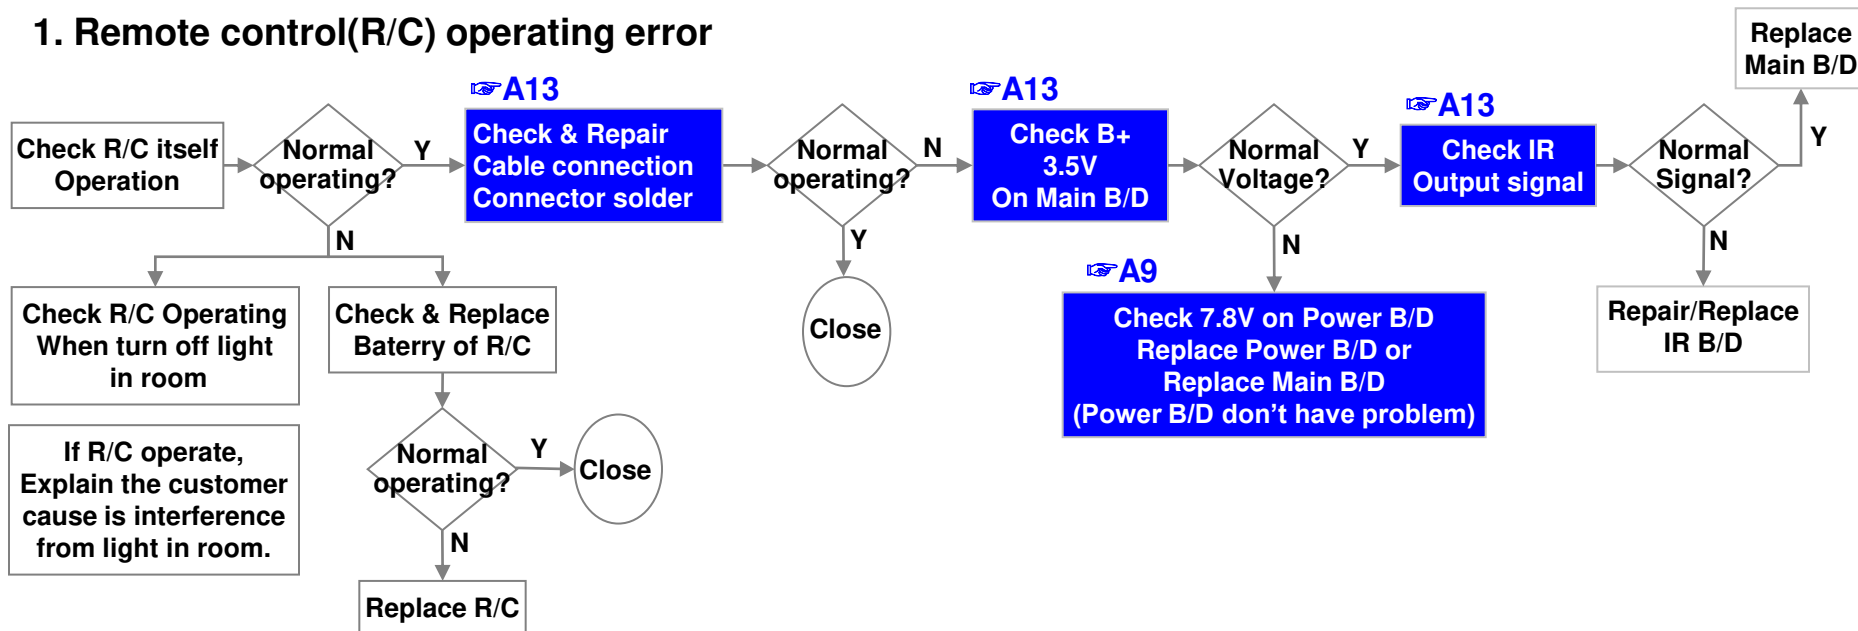 1. Remote control(R/C) operating error
Replace
Main B/D
☞A13
☞A13
☞A13
Check R/C itself
Operation
Normal
operating?
Y
Check & Repair
Cable connection
Connector solder
Normal
operating?
N
Check B+
3.5V
On Main B/D
Normal
Voltage?
Y
Check IR
Output signal
Normal
Signal?
Y
N
Y
N
N
☞A9
Check R/C Operating
When turn off light
in room
Check & Replace
Baterry of R/C
Close
Check 7.8V on Power B/D
Replace Power B/D or
Replace Main B/D
(Power B/D don't have problem)
Repair/Replace
IR B/D
If R/C operate,
Explain the customer
cause is interference
from light in room.
Normal
operating?
Y
Close
N
Replace R/C